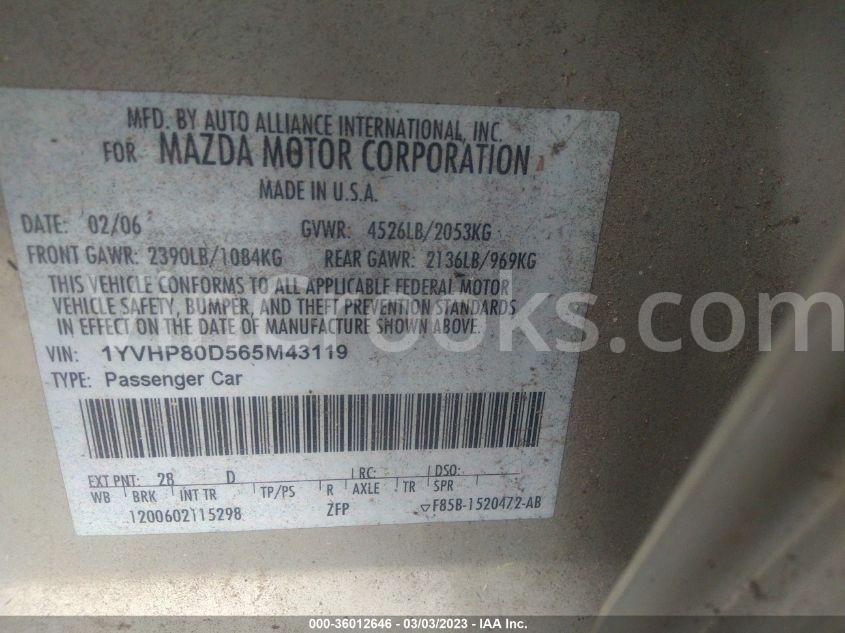 MFD. BY AUTO ALLIANCE INTERNATIONAL, INC.
FOR MAZDA MOTOR CORPORATION
MADE IN U.S.A.
DATE: 02/06 GVWR: 4526LB/2053KG
FRONT GAWR: 2390LB/1084KG REAR GAWR: 2136LB/969KG
THIS VEHICLE CONFORMS TO ALL APPLICABLE FEDERAL MOTOR
VEHICLE SAFETY, BUMPER, AND THEFT PREVENTION STANDARDS
IN EFFECT ON THE DATE OF MANUFACTURE SHOWN ABOVE.
VIN: 1YVHP80D565M43119
TYPE: Passenger Car
EXT PNT: 28 D RC: DSO:
WB BRK INT TR TP/PS R AXLE TR SPR
1200602115298 ZFP ▽F85B-1520472-AB
vincrooks.com
000-36012646 - 03/03/2023 - IAA Inc.